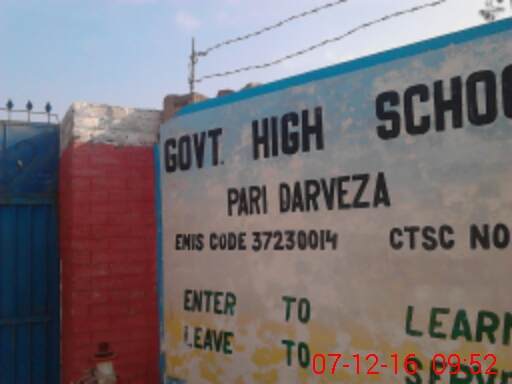 GOVT. HIGH SCHOO
PARI DARVEZA
EMIS CODE 37230014 CTSC NO
ENTER TO LEARN
LEAVE TO SERVE
07-12-16 09:52